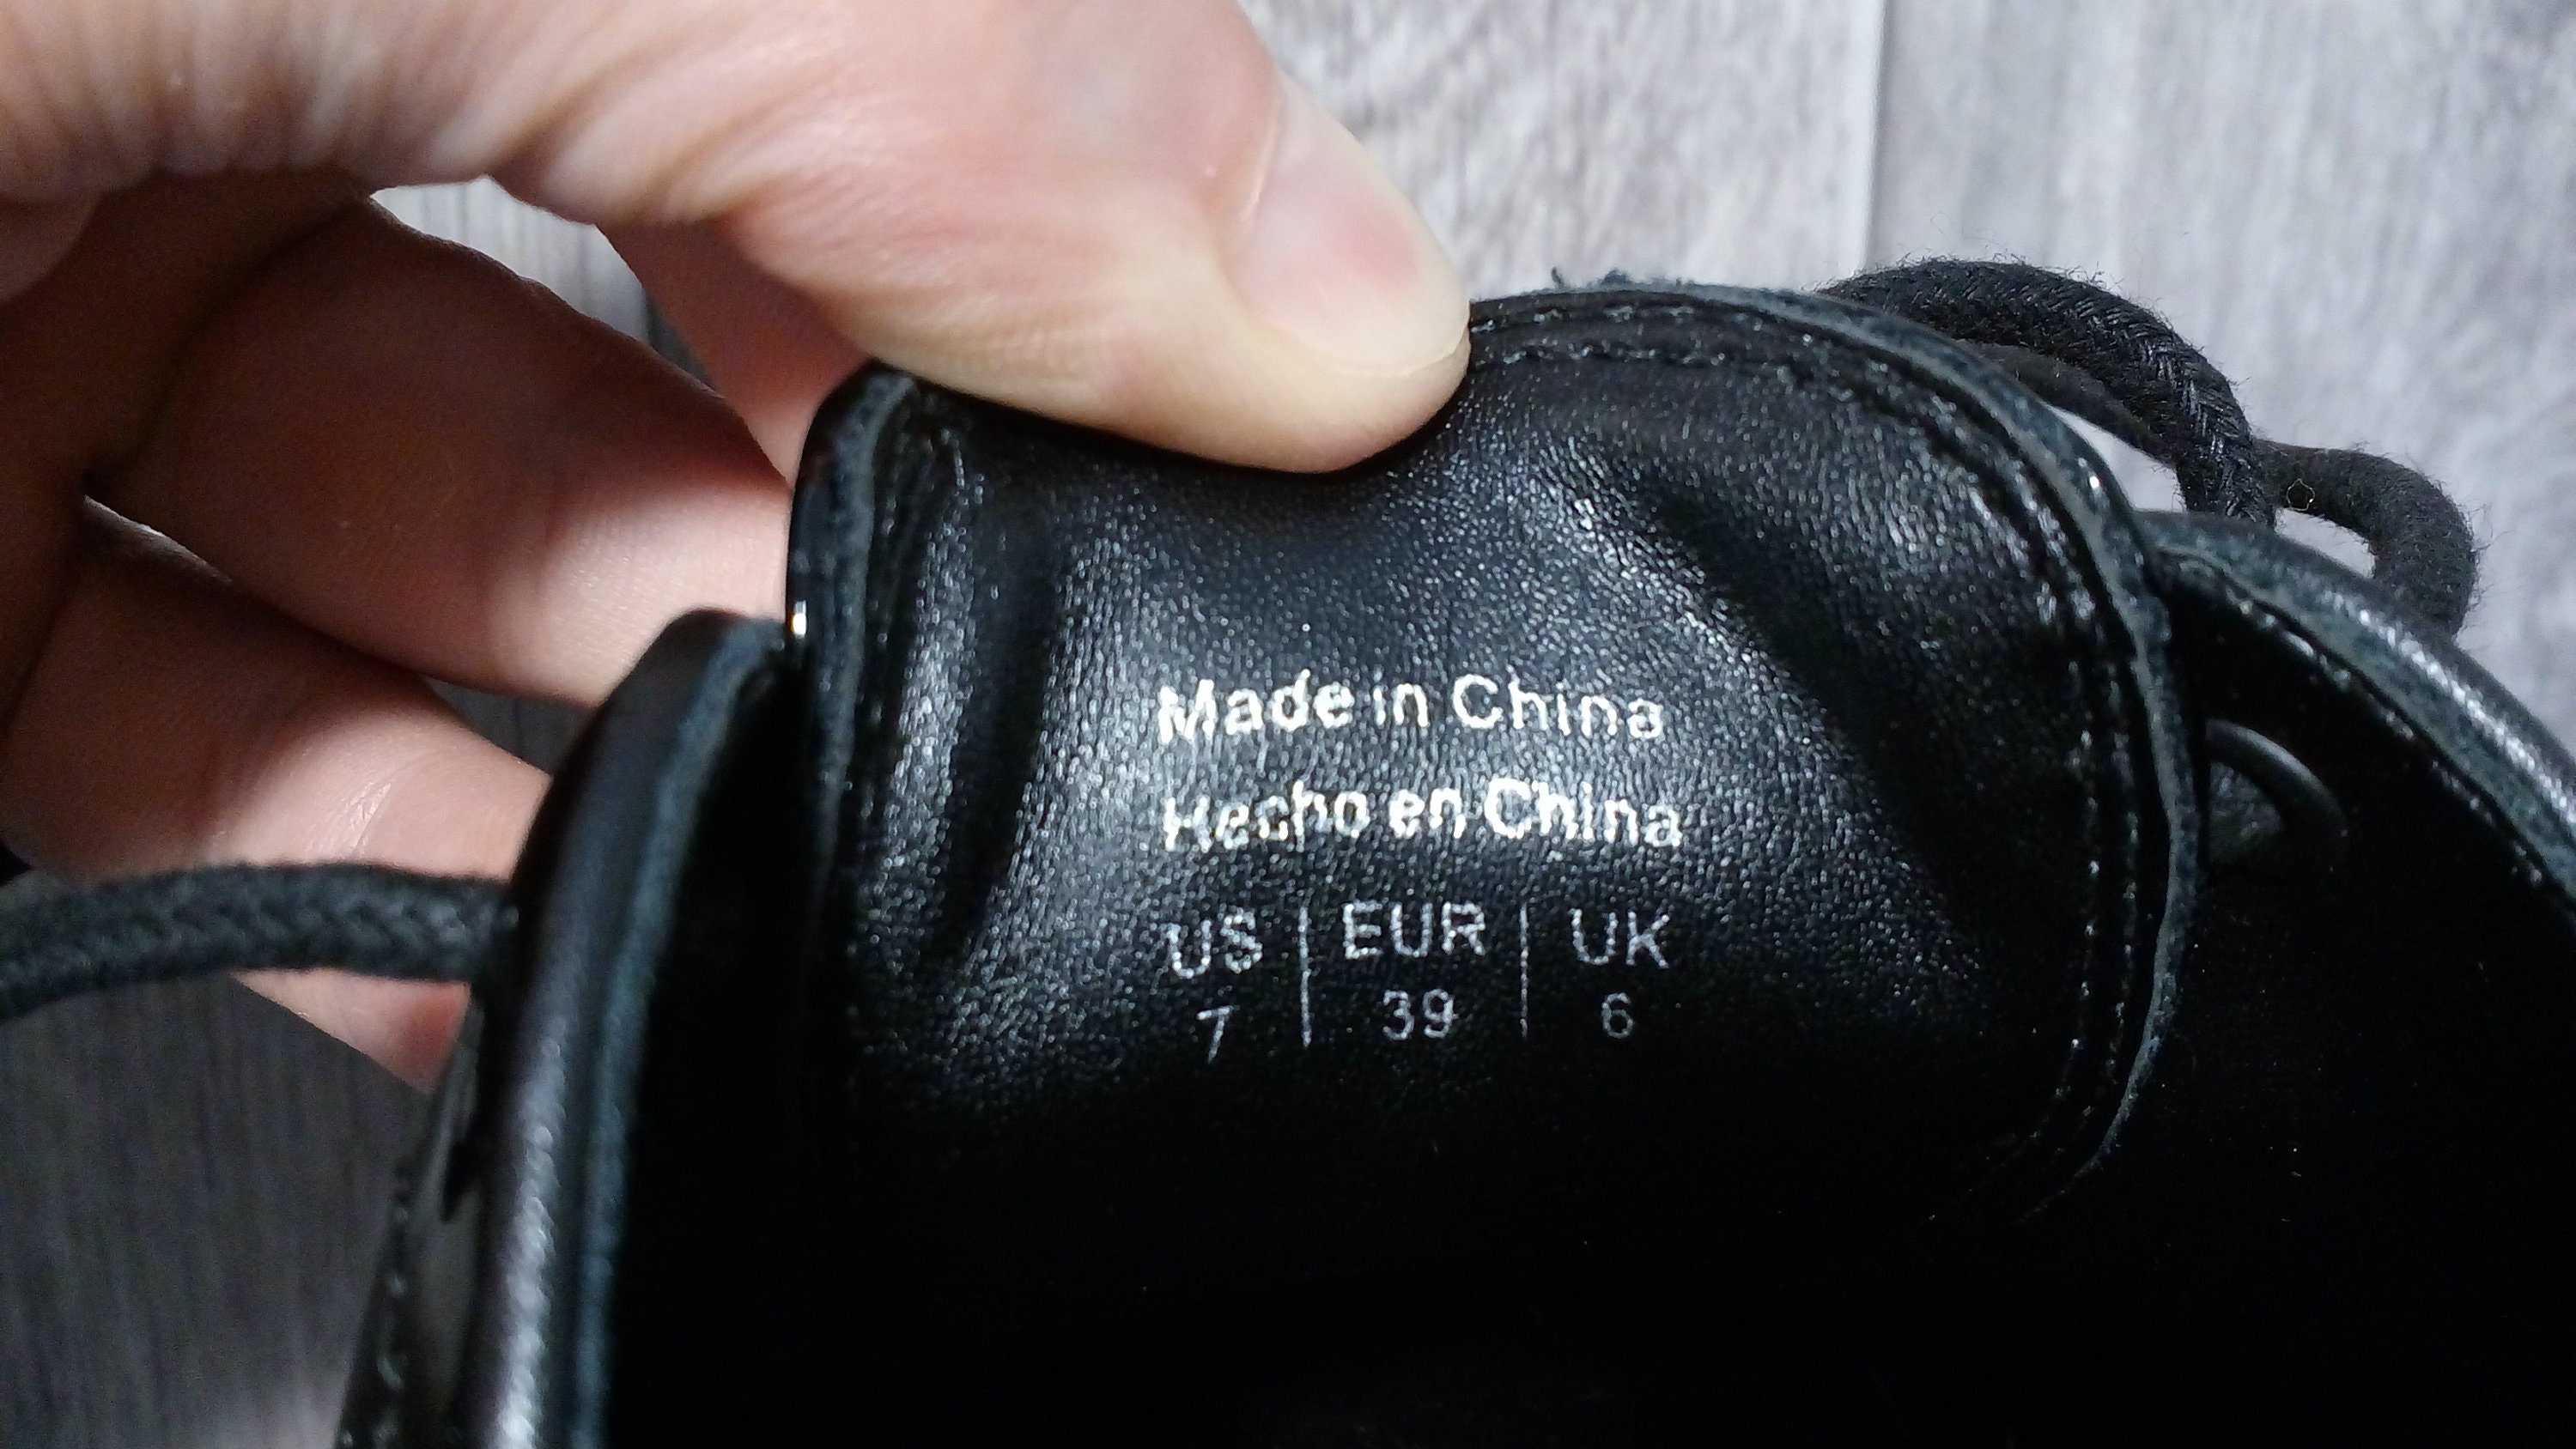 Made in China
Hecho en China
US | EUR | UK
7 | 39 | 6